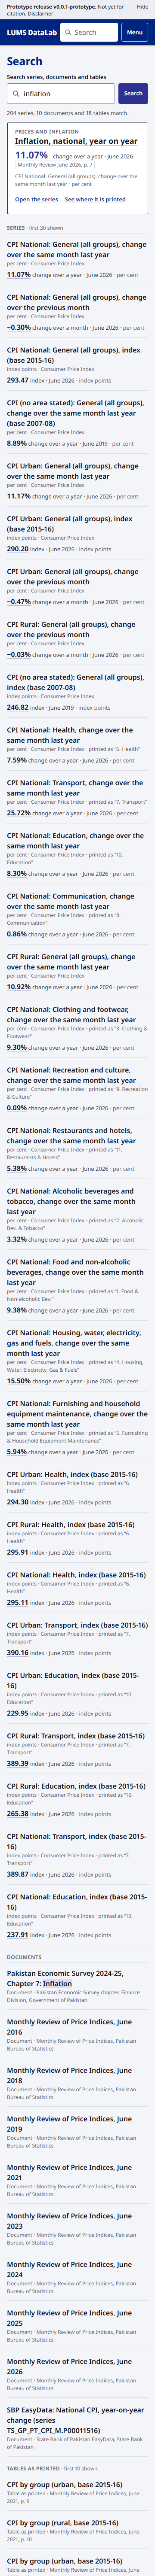 Prototype release v0.0.1-prototype. Not yet for
citation. Disclaimer
Hide
LUMS DataLab
Search
Menu
Search
Search series, documents and tables
inflation
Search
204 series, 10 documents and 18 tables match.
PRICES AND INFLATION
Inflation, national, year on year
11.07% change over a year · June 2026
Monthly Review June 2026, p. 7
CPI National: General (all groups), change over the
same month last year · per cent
Open the series
See where it is printed
SERIES · first 30 shown
CPI National: General (all groups), change
over the same month last year
per cent · Consumer Price Index
11.07% change over a year · June 2026 · per cent
CPI National: General (all groups), change
over the previous month
per cent · Consumer Price Index
−0.30% change over a month · June 2026 · per cent
CPI National: General (all groups), index
(base 2015-16)
index points · Consumer Price Index
293.47 index · June 2026 · index points
CPI (no area stated): General (all groups),
change over the same month last year
(base 2007-08)
per cent · Consumer Price Index
8.89% change over a year · June 2019 · per cent
CPI Urban: General (all groups), change
over the same month last year
per cent · Consumer Price Index
11.17% change over a year · June 2026 · per cent
CPI Urban: General (all groups), index
(base 2015-16)
index points · Consumer Price Index
290.20 index · June 2026 · index points
CPI Urban: General (all groups), change
over the previous month
per cent · Consumer Price Index
−0.47% change over a month · June 2026 · per cent
CPI Rural: General (all groups), change
over the previous month
per cent · Consumer Price Index
−0.03% change over a month · June 2026 · per cent
CPI (no area stated): General (all groups),
index (base 2007-08)
index points · Consumer Price Index
246.82 index · June 2019 · index points
CPI National: Health, change over the
same month last year
per cent · Consumer Price Index · printed as “6. Health”
7.59% change over a year · June 2026 · per cent
CPI National: Transport, change over the
same month last year
per cent · Consumer Price Index · printed as “7. Transport”
25.72% change over a year · June 2026 · per cent
CPI National: Education, change over the
same month last year
per cent · Consumer Price Index · printed as “10.
Education”
8.30% change over a year · June 2026 · per cent
CPI National: Communication, change
over the same month last year
per cent · Consumer Price Index · printed as “8.
Communication”
0.86% change over a year · June 2026 · per cent
CPI Rural: General (all groups), change
over the same month last year
per cent · Consumer Price Index
10.92% change over a year · June 2026 · per cent
CPI National: Clothing and footwear,
change over the same month last year
per cent · Consumer Price Index · printed as “3. Clothing &
Footwear”
9.30% change over a year · June 2026 · per cent
CPI National: Recreation and culture,
change over the same month last year
per cent · Consumer Price Index · printed as “9. Recreation
& Culture”
0.09% change over a year · June 2026 · per cent
CPI National: Restaurants and hotels,
change over the same month last year
per cent · Consumer Price Index · printed as “11.
Restaurants & Hotels”
5.38% change over a year · June 2026 · per cent
CPI National: Alcoholic beverages and
tobacco, change over the same month
last year
per cent · Consumer Price Index · printed as “2. Alcoholic
Bev. & Tobacco”
3.32% change over a year · June 2026 · per cent
CPI National: Food and non-alcoholic
beverages, change over the same month
last year
per cent · Consumer Price Index · printed as “1. Food &
Non-alcoholic Bev.”
9.38% change over a year · June 2026 · per cent
CPI National: Housing, water, electricity,
gas and fuels, change over the same
month last year
per cent · Consumer Price Index · printed as “4. Housing,
Water, Electricity, Gas & Fuels”
15.50% change over a year · June 2026 · per cent
CPI National: Furnishing and household
equipment maintenance, change over the
same month last year
per cent · Consumer Price Index · printed as “5. Furnishing
& Household Equipment Maintenance”
5.94% change over a year · June 2026 · per cent
CPI Urban: Health, index (base 2015-16)
index points · Consumer Price Index · printed as “6.
Health”
294.30 index · June 2026 · index points
CPI Rural: Health, index (base 2015-16)
index points · Consumer Price Index · printed as “6.
Health”
295.91 index · June 2026 · index points
CPI National: Health, index (base 2015-16)
index points · Consumer Price Index · printed as “6.
Health”
295.11 index · June 2026 · index points
CPI Urban: Transport, index (base 2015-16)
index points · Consumer Price Index · printed as “7.
Transport”
390.16 index · June 2026 · index points
CPI Urban: Education, index (base 2015-
16)
index points · Consumer Price Index · printed as “10.
Education”
229.95 index · June 2026 · index points
CPI Rural: Transport, index (base 2015-16)
index points · Consumer Price Index · printed as “7.
Transport”
389.39 index · June 2026 · index points
CPI Rural: Education, index (base 2015-16)
index points · Consumer Price Index · printed as “10.
Education”
265.38 index · June 2026 · index points
CPI National: Transport, index (base 2015-
16)
index points · Consumer Price Index · printed as “7.
Transport”
389.87 index · June 2026 · index points
CPI National: Education, index (base 2015-
16)
index points · Consumer Price Index · printed as “10.
Education”
237.91 index · June 2026 · index points
DOCUMENTS
Pakistan Economic Survey 2024-25,
Chapter 7: Inflation
Document · Pakistan Economic Survey chapter, Finance
Division, Government of Pakistan
Monthly Review of Price Indices, June
2016
Document · Monthly Review of Price Indices, Pakistan
Bureau of Statistics
Monthly Review of Price Indices, June
2018
Document · Monthly Review of Price Indices, Pakistan
Bureau of Statistics
Monthly Review of Price Indices, June
2019
Document · Monthly Review of Price Indices, Pakistan
Bureau of Statistics
Monthly Review of Price Indices, June
2021
Document · Monthly Review of Price Indices, Pakistan
Bureau of Statistics
Monthly Review of Price Indices, June
2023
Document · Monthly Review of Price Indices, Pakistan
Bureau of Statistics
Monthly Review of Price Indices, June
2024
Document · Monthly Review of Price Indices, Pakistan
Bureau of Statistics
Monthly Review of Price Indices, June
2025
Document · Monthly Review of Price Indices, Pakistan
Bureau of Statistics
Monthly Review of Price Indices, June
2026
Document · Monthly Review of Price Indices, Pakistan
Bureau of Statistics
SBP EasyData: National CPI, year-on-year
change (series
TS_GP_PT_CPI_M.P00011516)
Document · State Bank of Pakistan EasyData, State Bank
of Pakistan
TABLES AS PRINTED · first 10 shown
CPI by group (urban, base 2015-16)
Table as printed · Monthly Review of Price Indices, June
2021, p. 9
CPI by group (rural, base 2015-16)
Table as printed · Monthly Review of Price Indices, June
2021, p. 10
CPI by group (urban, base 2015-16)
Table as printed · Monthly Review of Price Indices, June